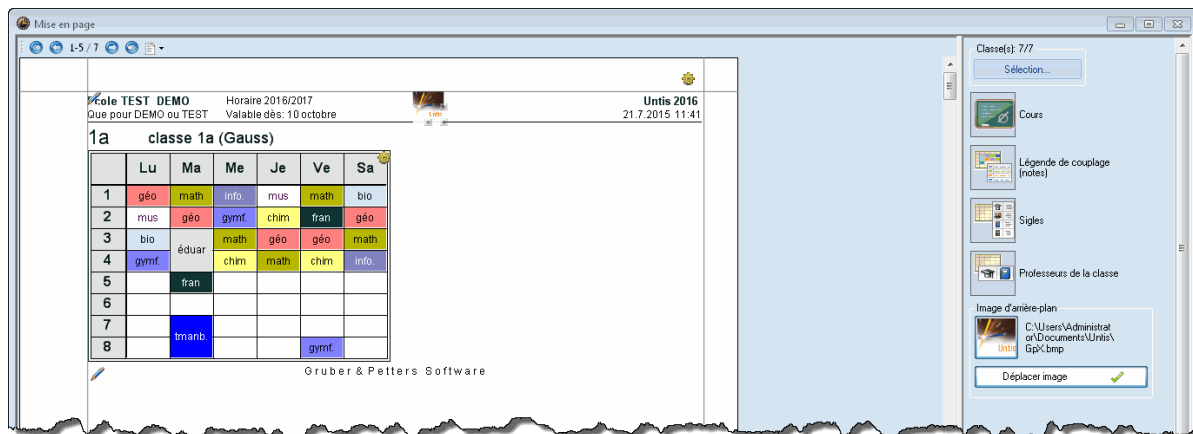 Mise en page
1-5 / 7
École TEST DEMO Horaire 2016/2017 Untis 2016
Que pour DEMO ou TEST Valable dès: 10 octobre 21.7.2015 11:41
Untis
1a classe 1a (Gauss)
Lu Ma Me Je Ve Sa
1 géo math info. mus math bio
2 mus géo gymf. chim fran géo
3 bio éduar math géo géo math
4 gymf. chim math chim info.
5 fran
6
7 tmanb.
8 gymf.
Gruber & Petters Software
Classe(s): 7/7
Sélection...
Cours
Légende de couplage
(notes)
Sigles
Professeurs de la classe
Image d'arrière-plan
Untis
C:\Users\Administrat
or\Documents\Untis\
GpX.bmp
Déplacer image